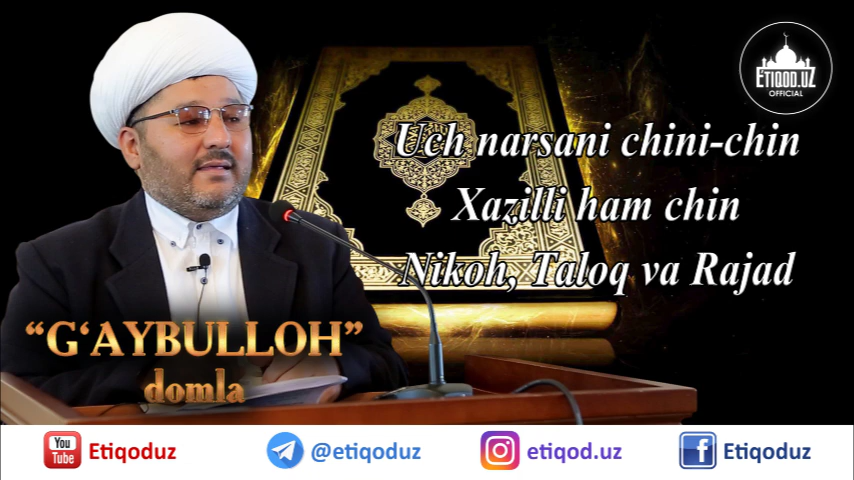 ETIQOD.UZ
OFFICIAL
Uch narsani chini-chin
Xazilli ham chin
Nikoh, Taloq va Rajad
“G‘AYBULLOH”
domla
You
Tube
Etiqoduz
@etiqoduz
etiqod.uz
f
Etiqoduz